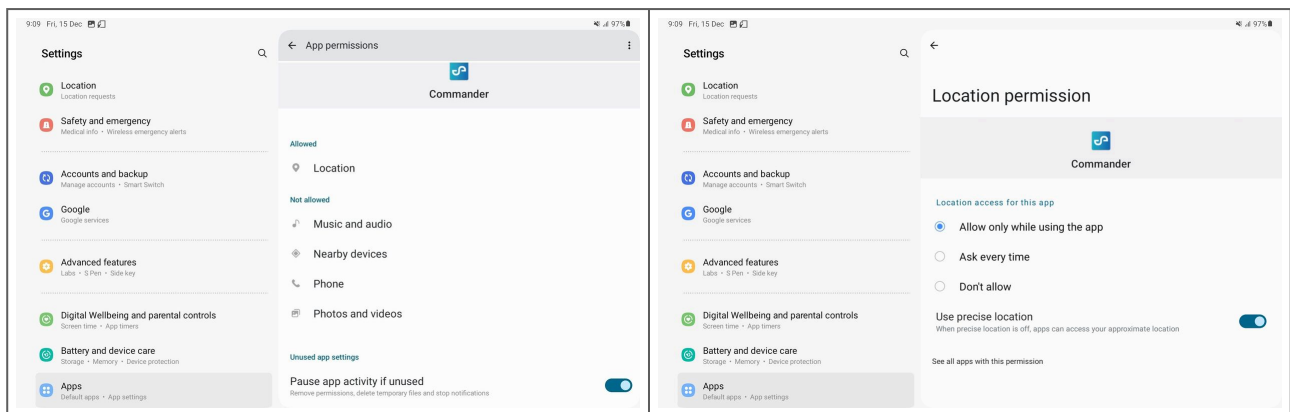 9:09 Fri, 15 Dec
97%
Settings
Location
Location requests
Safety and emergency
Medical info • Wireless emergency alerts
Accounts and backup
Manage accounts • Smart Switch
Google
Google services
Advanced features
Labs • S Pen • Side key
Digital Wellbeing and parental controls
Screen time • App timers
Battery and device care
Storage • Memory • Device protection
Apps
Default apps • App settings
App permissions
Commander
Allowed
Location
Not allowed
Music and audio
Nearby devices
Phone
Photos and videos
Unused app settings
Pause app activity if unused
Remove permissions, delete temporary files and stop notifications
9:09 Fri, 15 Dec
97%
Settings
Location
Location requests
Safety and emergency
Medical info • Wireless emergency alerts
Accounts and backup
Manage accounts • Smart Switch
Google
Google services
Advanced features
Labs • S Pen • Side key
Digital Wellbeing and parental controls
Screen time • App timers
Battery and device care
Storage • Memory • Device protection
Apps
Default apps • App settings
Location permission
Commander
Location access for this app
Allow only while using the app
Ask every time
Don't allow
Use precise location
When precise location is off, apps can access your approximate location
See all apps with this permission